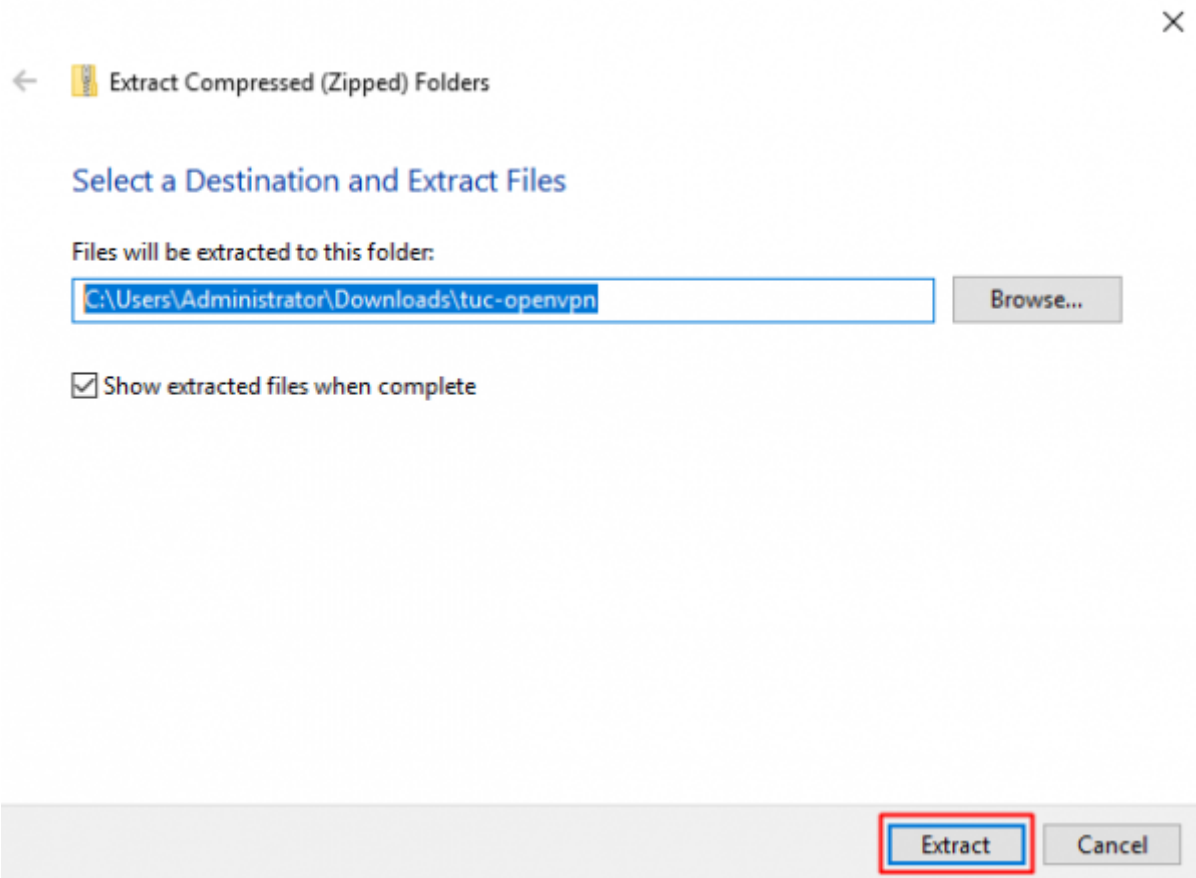 Extract Compressed (Zipped) Folders
Select a Destination and Extract Files
Files will be extracted to this folder:
C:\Users\Administrator\Downloads\tuc-openvpn
Browse...
Show extracted files when complete
Extract
Cancel